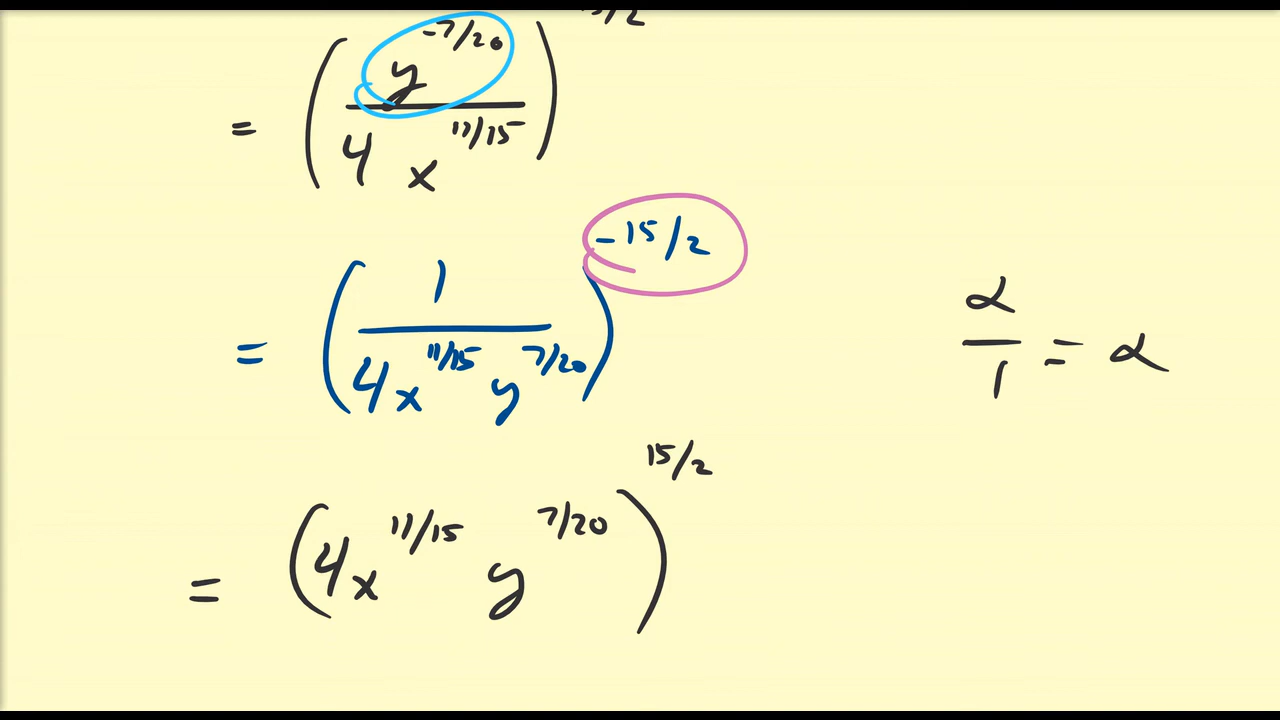 = ( y^{-7/20} / 4 x^{11/15} )
= ( 1 / 4x^{11/15} y^{7/20} )^{-15/2}
α / 1 = α
= (4x^{11/15} y^{7/20})^{15/2}